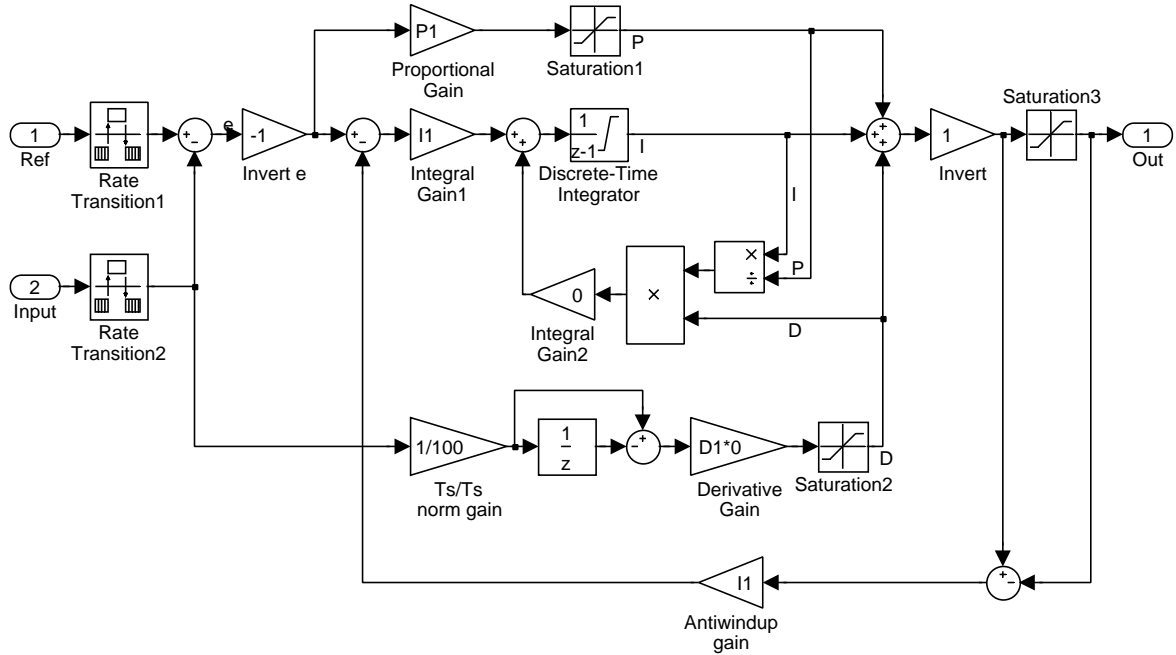 P1
P
Proportional
Gain
Saturation1
Saturation3
1
Ref
Rate
Transition1
+
−
e
-1
Invert e
+
−
I1
Integral
Gain1
+
+
1
z-1
Discrete-Time
Integrator
I
+
+
+
1
Invert
1
Out
I
2
Input
Rate
Transition2
×
÷
P
×
0
Integral
Gain2
D
1/100
Ts/Ts
norm gain
1
z
+
−
D1*0
Derivative
Gain
Saturation2
D
+
−
I1
Antiwindup
gain